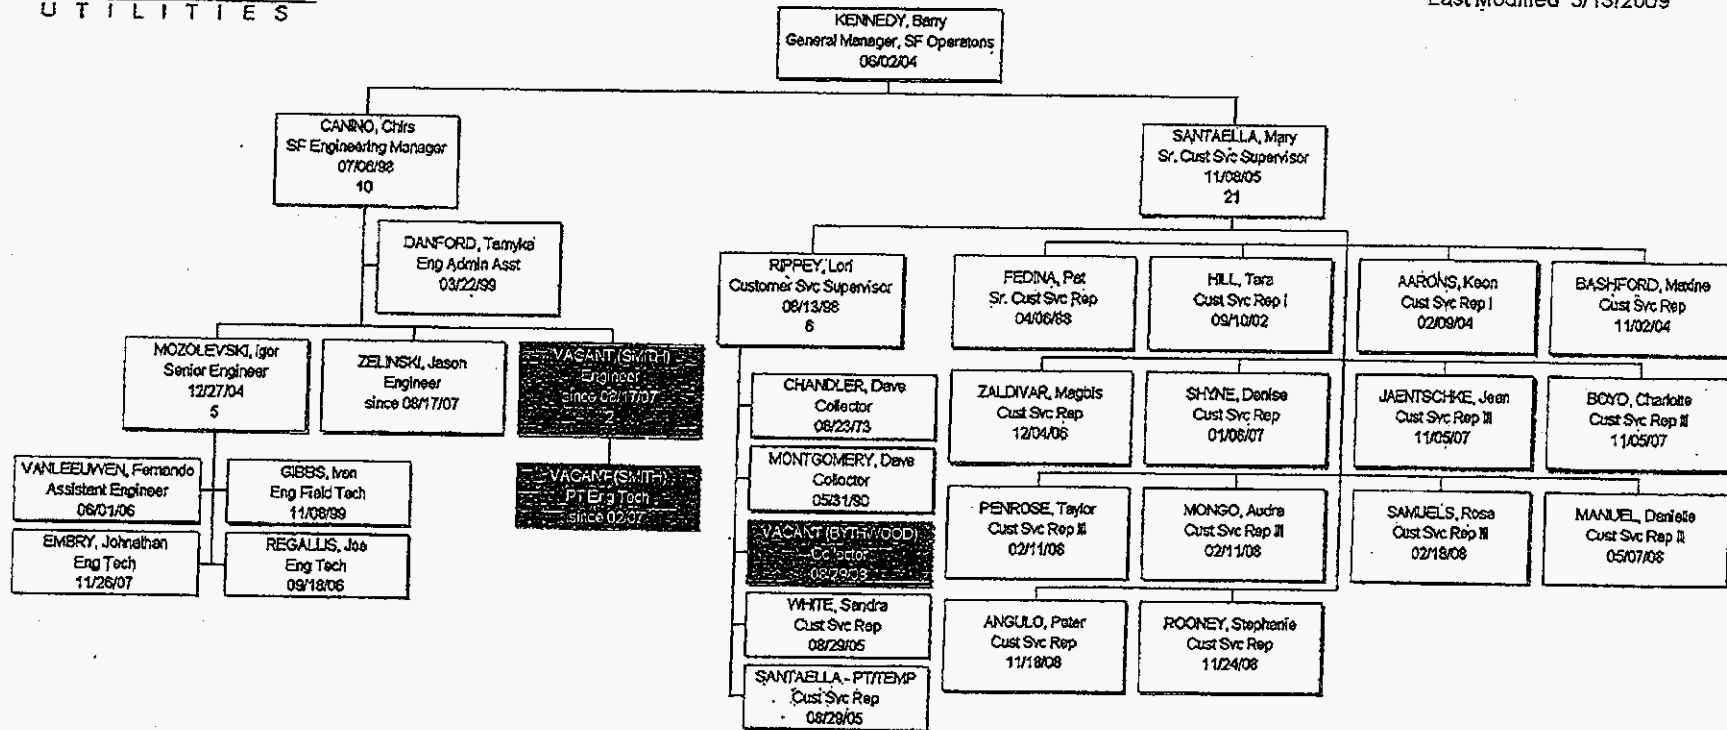 UTILITIES
Last Modified 3/13/2009
KENNEDY, Barry
General Manager, SF Operatons
06/02/04
CANINO, Chirs
SF Engineering Manager
07/06/98
10
SANTAELLA, Mary
Sr. Cust Svc Supervisor
11/08/05
21
DANFORD, Tamyka
Eng Admin Asst
03/22/99
MOZOLEVSKI, Igor
Senior Engineer
12/27/04
5
ZELINSKI, Jason
Engineer
since 08/17/07
VACANT (SMITH)
Engineer
since 08/17/07
2
VACANT (SMITH)
PT Eng Tech
since 02/07
VANLEEUWEN, Fernando
Assistant Engineer
06/01/06
GIBBS, Ivan
Eng Field Tech
11/08/99
EMBRY, Johnathan
Eng Tech
11/26/07
REGALLIS, Joe
Eng Tech
09/18/06
RIPPEY, Lori
Customer Svc Supervisor
08/13/98
6
CHANDLER, Dave
Collector
08/23/73
MONTGOMERY, Dave
Collector
05/31/80
VACANT (BYTHWOOD)
Collector
08/29/08
WHITE, Sandra
Cust Svc Rep
08/29/05
SANTAELLA - PT/TEMP
Cust Svc Rep
08/29/05
FEDINA, Pat
Sr. Cust Svc Rep
04/06/88
HILL, Tara
Cust Svc Rep I
09/10/02
AARONS, Keon
Cust Svc Rep I
02/09/04
BASHFORD, Maxine
Cust Svc Rep
11/02/04
ZALDIVAR, Magbis
Cust Svc Rep
12/04/06
SHYNE, Denise
Cust Svc Rep
01/06/07
JAENTSCHKE, Jean
Cust Svc Rep III
11/05/07
BOYD, Charlotte
Cust Svc Rep II
11/05/07
PENROSE, Taylor
Cust Svc Rep III
02/11/08
MONGO, Audra
Cust Svc Rep III
02/11/08
SAMUELS, Rosa
Cust Svc Rep III
02/18/08
MANUEL, Danielle
Cust Svc Rep II
05/07/08
ANGULO, Peter
Cust Svc Rep
11/18/08
ROONEY, Stephanie
Cust Svc Rep
11/24/08